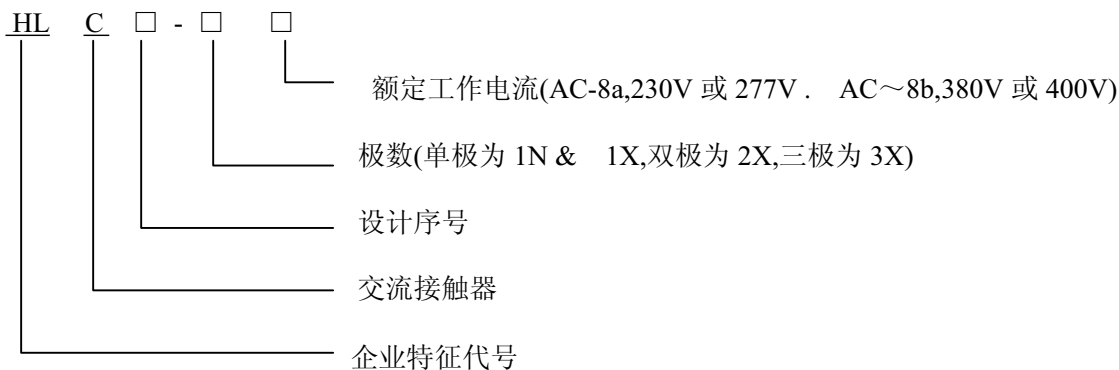 HL C □ - □ □
额定工作电流(AC-8a,230V 或 277V . AC～8b,380V 或 400V)
极数(单极为 1N & 1X,双极为 2X,三极为 3X)
设计序号
交流接触器
企业特征代号